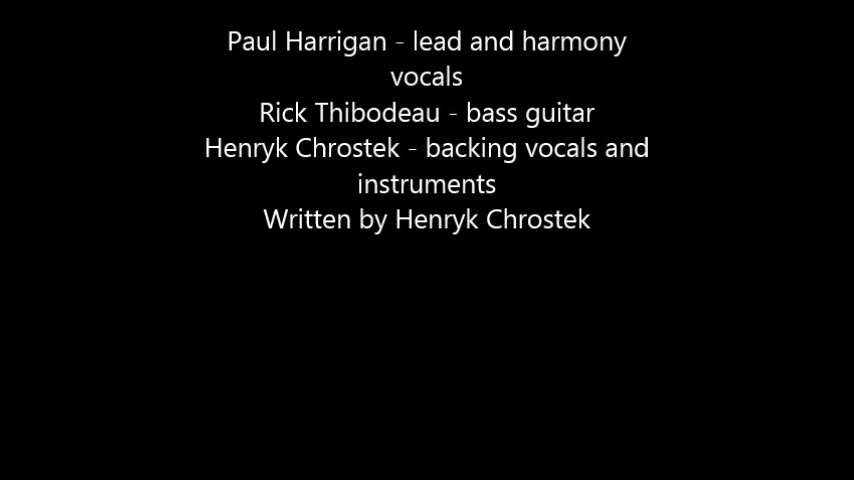 Paul Harrigan - lead and harmony
vocals
Rick Thibodeau - bass guitar
Henryk Chrostek - backing vocals and
instruments
Written by Henryk Chrostek